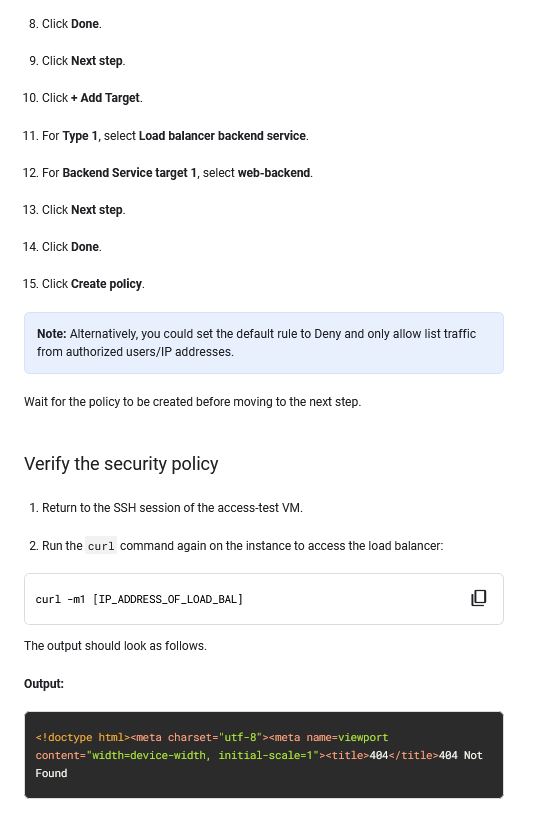 8. Click Done.
9. Click Next step.
10. Click + Add Target.
11. For Type 1, select Load balancer backend service.
12. For Backend Service target 1, select web-backend.
13. Click Next step.
14. Click Done.
15. Click Create policy.
Note: Alternatively, you could set the default rule to Deny and only allow list traffic
from authorized users/IP addresses.
Wait for the policy to be created before moving to the next step.
Verify the security policy
1. Return to the SSH session of the access-test VM.
2. Run the curl command again on the instance to access the load balancer:
curl -m1 [IP_ADDRESS_OF_LOAD_BAL]
The output should look as follows.
Output:
<!doctype html><meta charset="utf-8"><meta name=viewport
content="width=device-width, initial-scale=1"><title>404</title>404 Not
Found